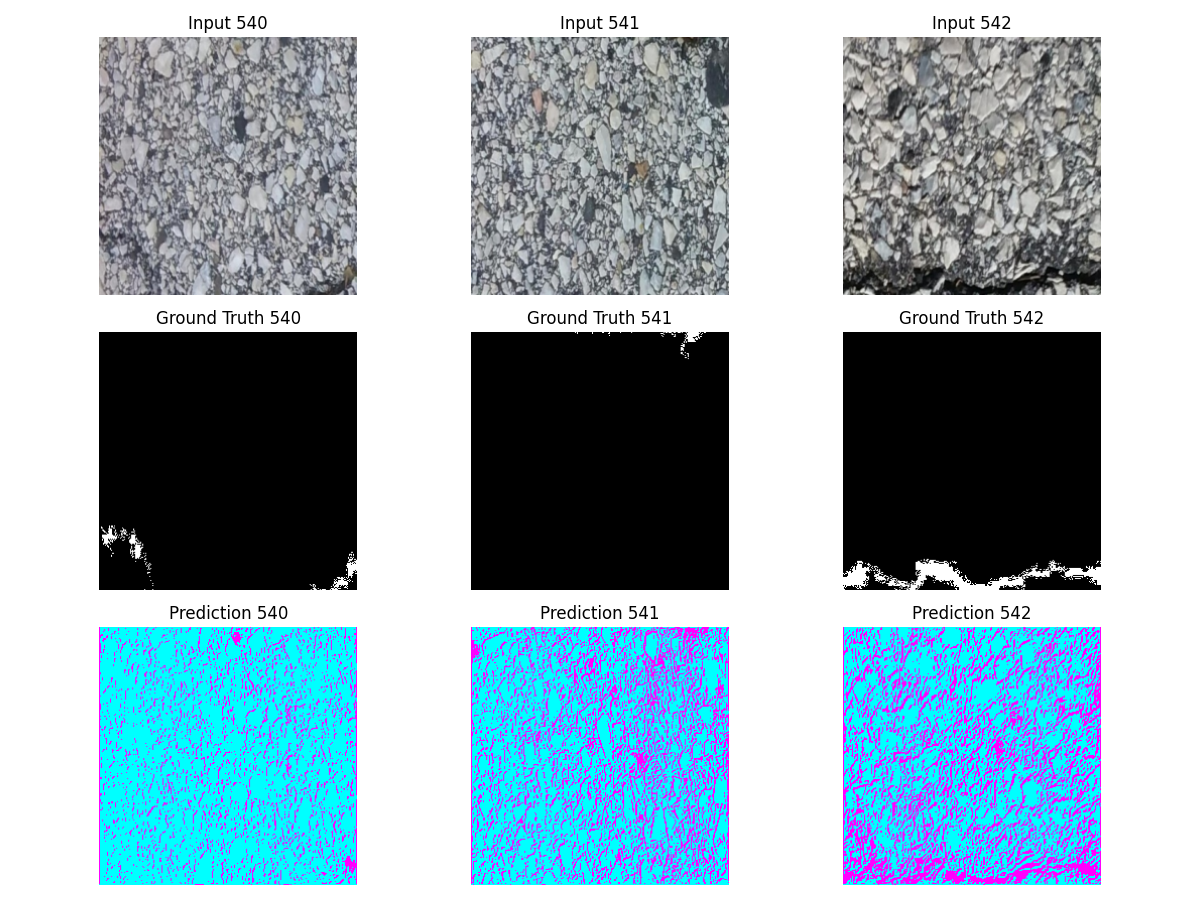 Input 540
Input 541
Input 542
Ground Truth 540
Ground Truth 541
Ground Truth 542
Prediction 540
Prediction 541
Prediction 542